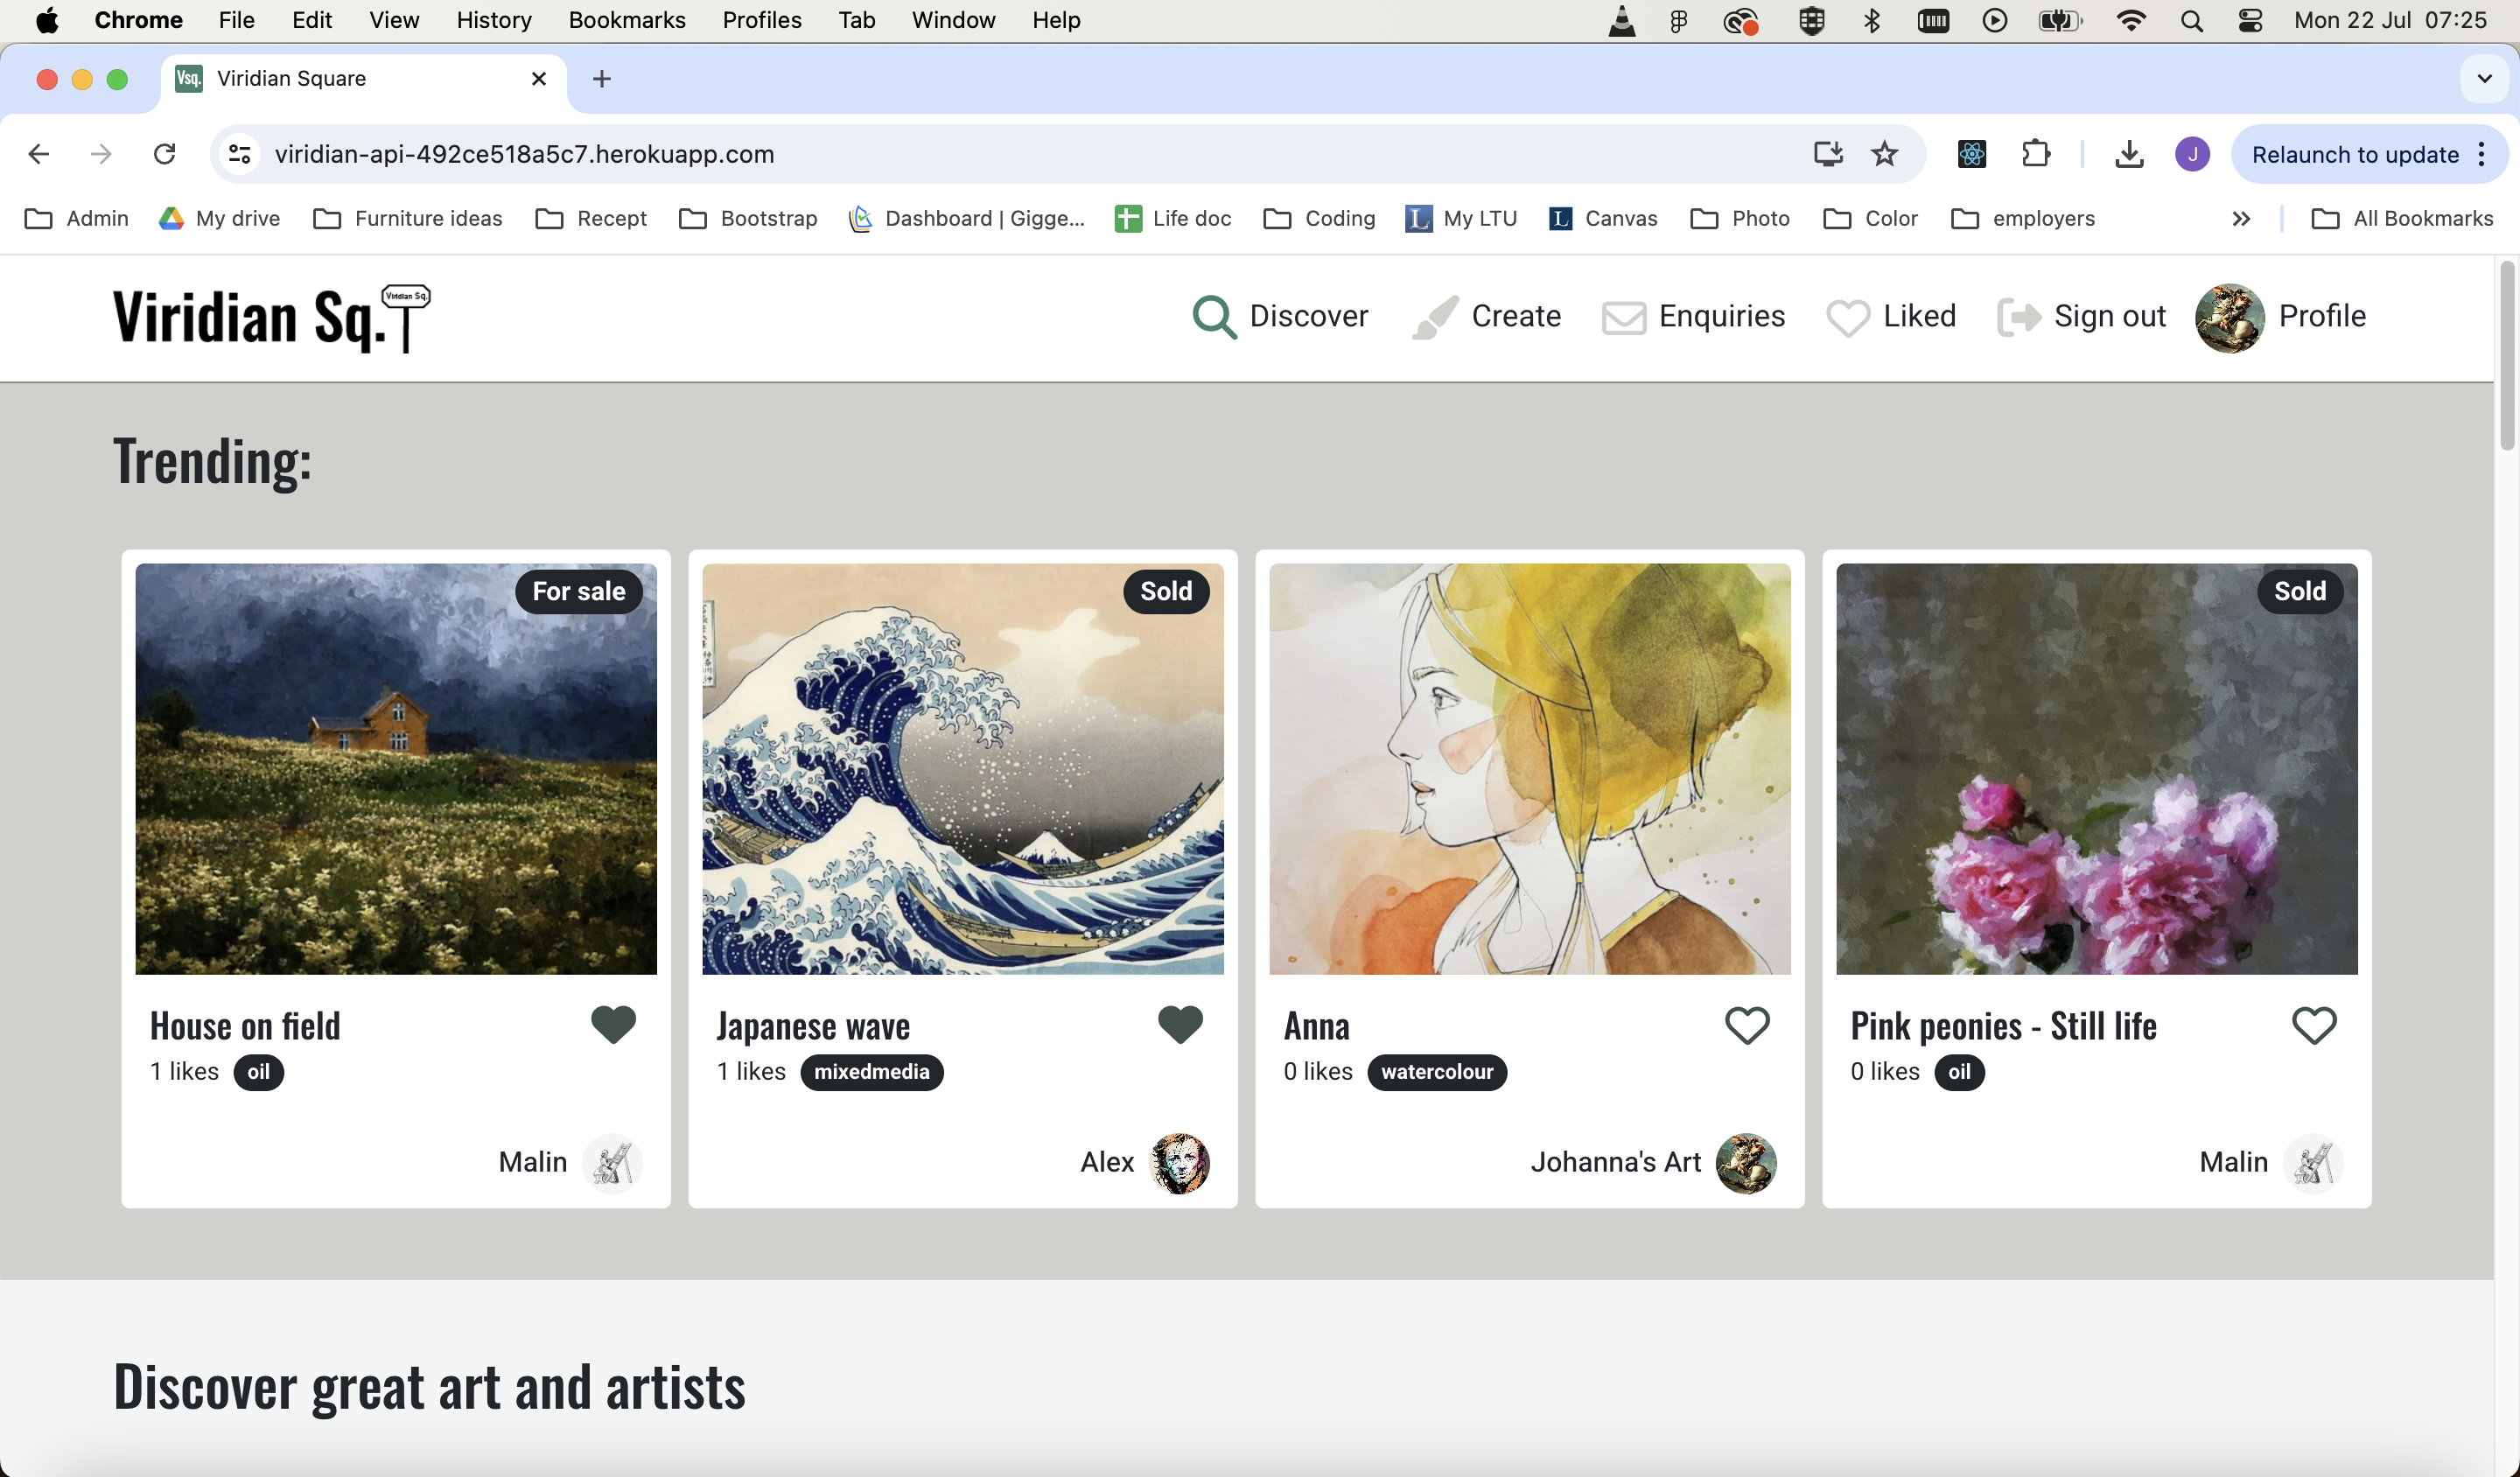 Chrome File Edit View History Bookmarks Profiles Tab Window Help Mon 22 Jul 07:25
Vsq. Viridian Square
viridian-api-492ce518a5c7.herokuapp.com J Relaunch to update
Admin My drive Furniture ideas Recept Bootstrap Dashboard | Gigge... Life doc Coding L My LTU L Canvas Photo Color employers All Bookmarks
Viridian Sq. Viridian Sq. Discover Create Enquiries Liked Sign out Profile
Trending:
For sale
Sold
Sold
House on field
1 likes oil
Malin
Japanese wave
1 likes mixedmedia
Alex
Anna
0 likes watercolour
Johanna's Art
Pink peonies - Still life
0 likes oil
Malin
Discover great art and artists